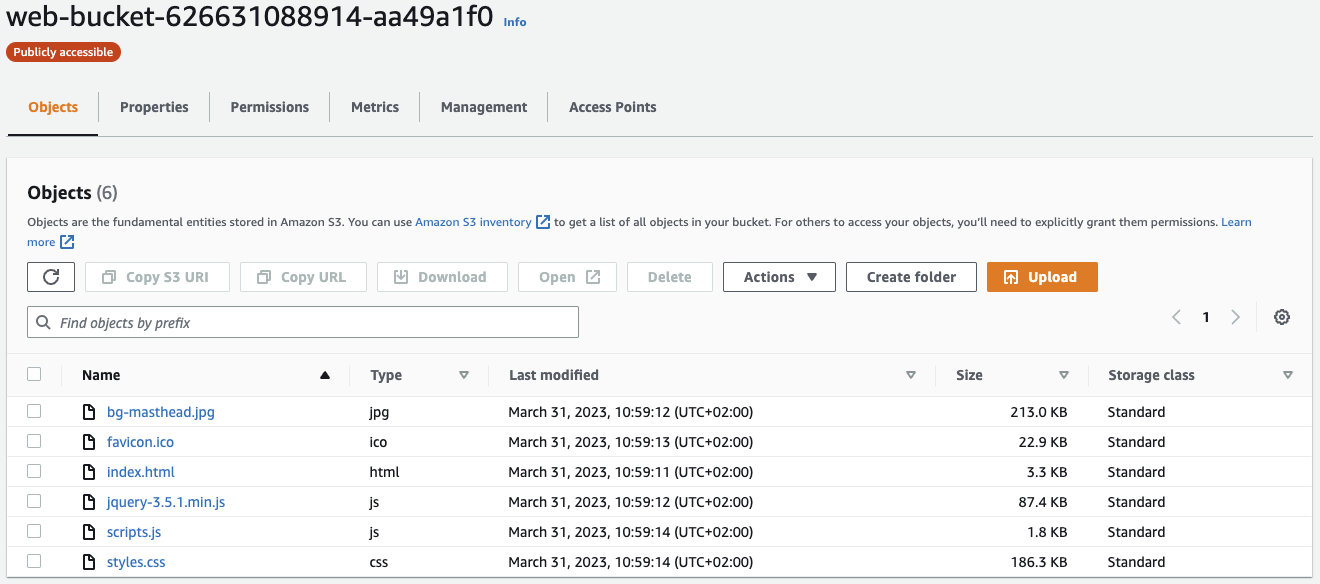 web-bucket-626631088914-aa49a1f0 Info
Publicly accessible
Objects Properties Permissions Metrics Management Access Points
Objects (6)
Objects are the fundamental entities stored in Amazon S3. You can use Amazon S3 inventory to get a list of all objects in your bucket. For others to access your objects, you'll need to explicitly grant them permissions. Learn
more
Copy S3 URI Copy URL Download Open Delete Actions Create folder Upload
Find objects by prefix 1
Name Type Last modified Size Storage class
bg-masthead.jpg jpg March 31, 2023, 10:59:12 (UTC+02:00) 213.0 KB Standard
favicon.ico ico March 31, 2023, 10:59:13 (UTC+02:00) 22.9 KB Standard
index.html html March 31, 2023, 10:59:11 (UTC+02:00) 3.3 KB Standard
jquery-3.5.1.min.js js March 31, 2023, 10:59:12 (UTC+02:00) 87.4 KB Standard
scripts.js js March 31, 2023, 10:59:14 (UTC+02:00) 1.8 KB Standard
styles.css css March 31, 2023, 10:59:14 (UTC+02:00) 186.3 KB Standard